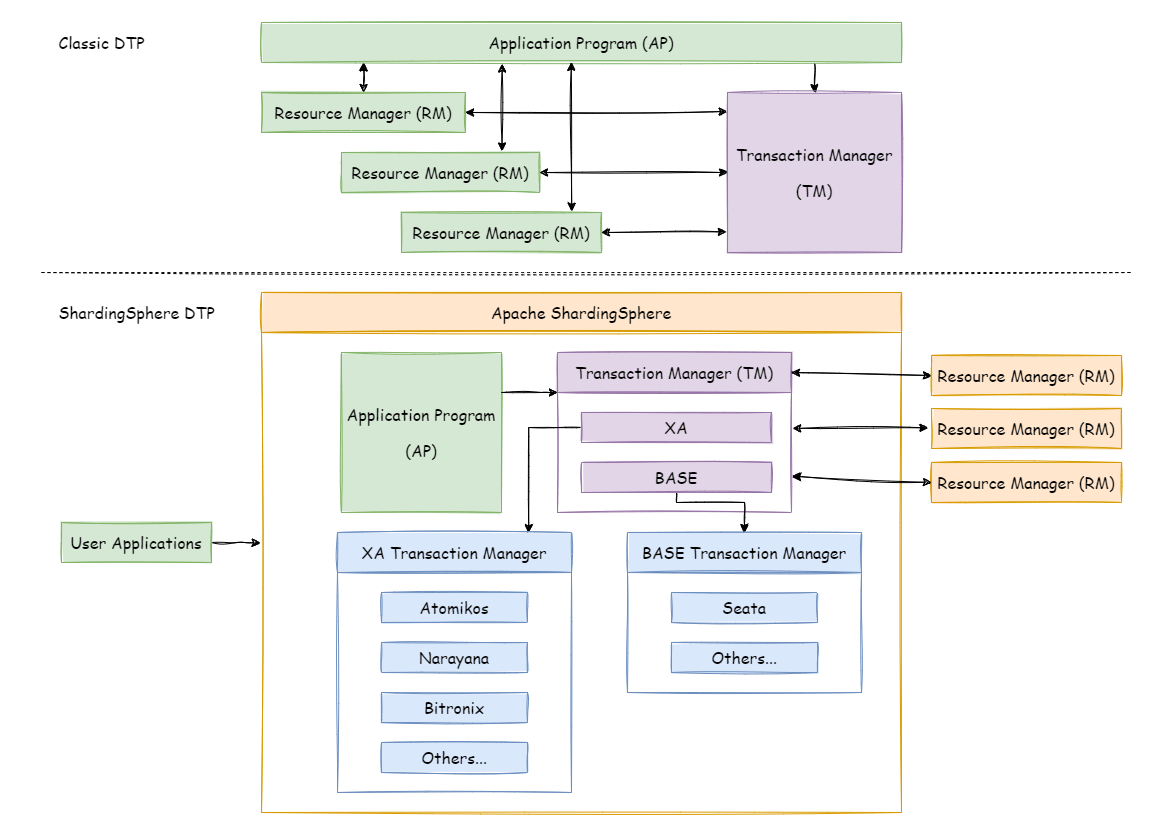 Classic DTP
Application Program (AP)
Resource Manager (RM)
Resource Manager (RM)
Resource Manager (RM)
Transaction Manager
(TM)
ShardingSphere DTP
Apache ShardingSphere
Application Program
(AP)
Transaction Manager (TM)
XA
BASE
Resource Manager (RM)
Resource Manager (RM)
Resource Manager (RM)
User Applications
XA Transaction Manager
Atomikos
Narayana
Bitronix
Others...
BASE Transaction Manager
Seata
Others...